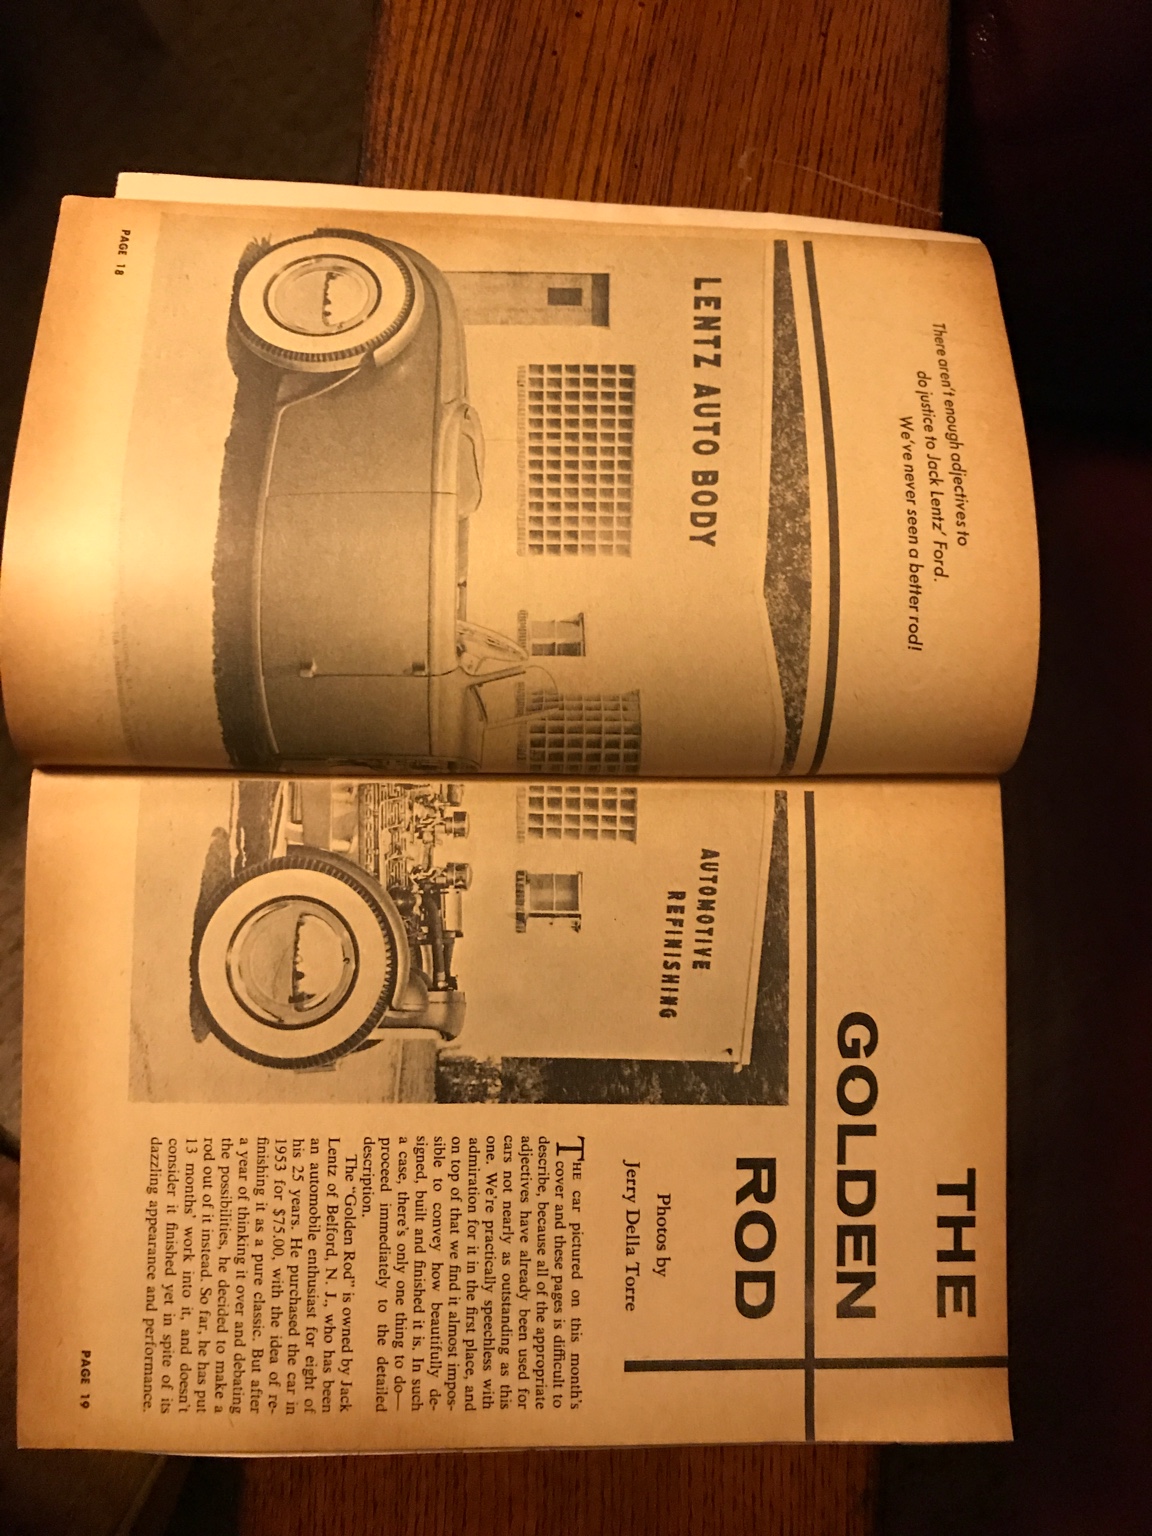 There aren't enough adjectives to
do justice to Jack Lentz' Ford.
We've never seen a better rod!
LENTZ AUTO BODY
PAGE 18
THE
GOLDEN
ROD
AUTOMOTIVE
REFINISHING
Photos by
Jerry Della Torre
THE car pictured on this month's
cover and these pages is difficult to
describe, because all of the appropriate
adjectives have already been used for
cars not nearly as outstanding as this
one. We're practically speechless with
admiration for it in the first place, and
on top of that we find it almost impos-
sible to convey how beautifully de-
signed, built and finished it is. In such
a case, there's only one thing to do—
proceed immediately to the detailed
description.
The "Golden Rod" is owned by Jack
Lentz of Belford, N. J., who has been
an automobile enthusiast for eight of
his 25 years. He purchased the car in
1953 for $75.00, with the idea of re-
finishing it as a pure classic. But after
a year of thinking it over and debating
the possibilities, he decided to make a
rod out of it instead. So far, he has put
13 months' work into it, and doesn't
consider it finished yet in spite of its
dazzling appearance and performance.
PAGE 19